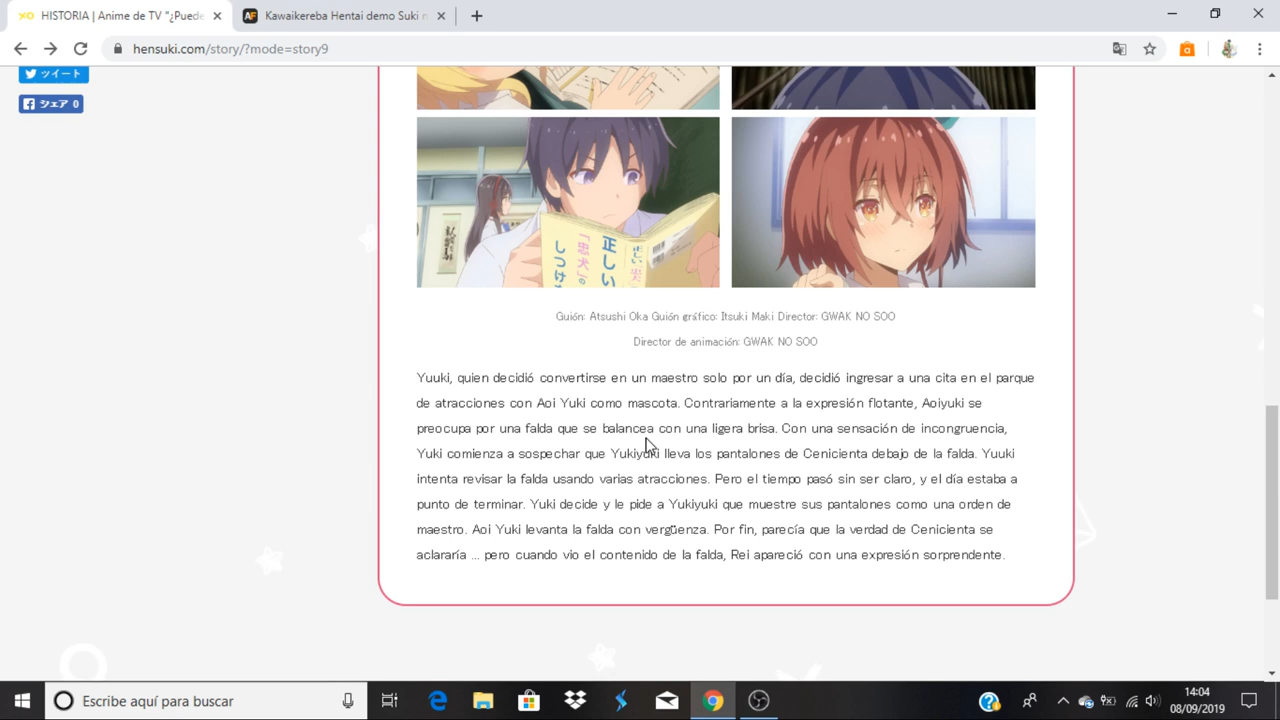 HISTORIA | Anime de TV "¿Puede
Kawaikereba Hentai demo Suki n
hensuki.com/story/?mode=story9
ツイート
シェア 0
正しい
「忠犬」の
しつけ
正しい
Guión: Atsushi Oka Guión gráfico: Itsuki Maki Director: GWAK NO SOO
Director de animación: GWAK NO SOO
Yuuki, quien decidió convertirse en un maestro solo por un día, decidió ingresar a una cita en el parque
de atracciones con Aoi Yuki como mascota. Contrariamente a la expresión flotante, Aoiyuki se
preocupa por una falda que se balancea con una ligera brisa. Con una sensación de incongruencia,
Yuki comienza a sospechar que Yukiyuki lleva los pantalones de Cenicienta debajo de la falda. Yuuki
intenta revisar la falda usando varias atracciones. Pero el tiempo pasó sin ser claro, y el día estaba a
punto de terminar. Yuki decide y le pide a Yukiyuki que muestre sus pantalones como una orden de
maestro. Aoi Yuki levanta la falda con vergüenza. Por fin, parecía que la verdad de Cenicienta se
aclararía ... pero cuando vio el contenido de la falda, Rei apareció con una expresión sorprendente.
Escribe aquí para buscar
14:04
08/09/2019